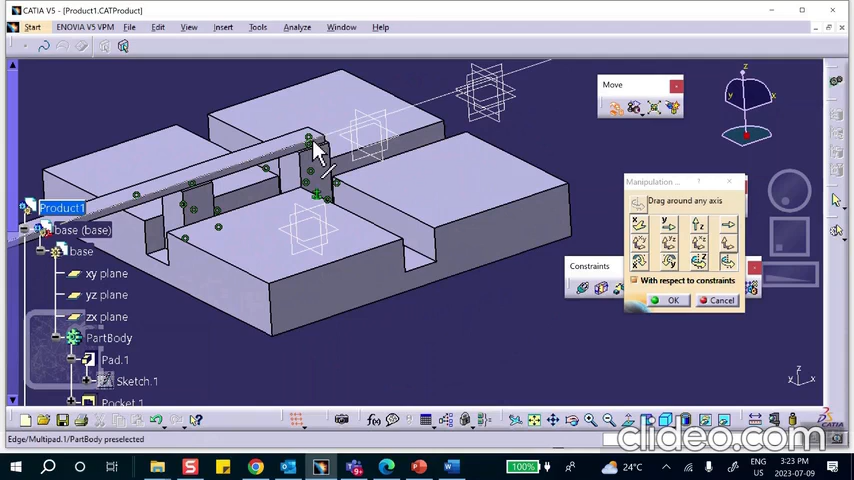 CATIA V5 - [Product1.CATProduct]
Start ENOVIA V5 VPM File Edit View Insert Tools Analyze Window Help
Move
z
y x
Manipulation ...
Drag around any axis
Product1
base (base)
base
Constraints
With respect to constraints
OK Cancel
xy plane
yz plane
zx plane
PartBody
Pad.1
Sketch.1
Pocket.1
z
y
x
f(x)
CATIA
Edge/Multipad.1/PartBody preselected
clideo.com
100%
24°C
ENG
US
3:23 PM
2023-07-09